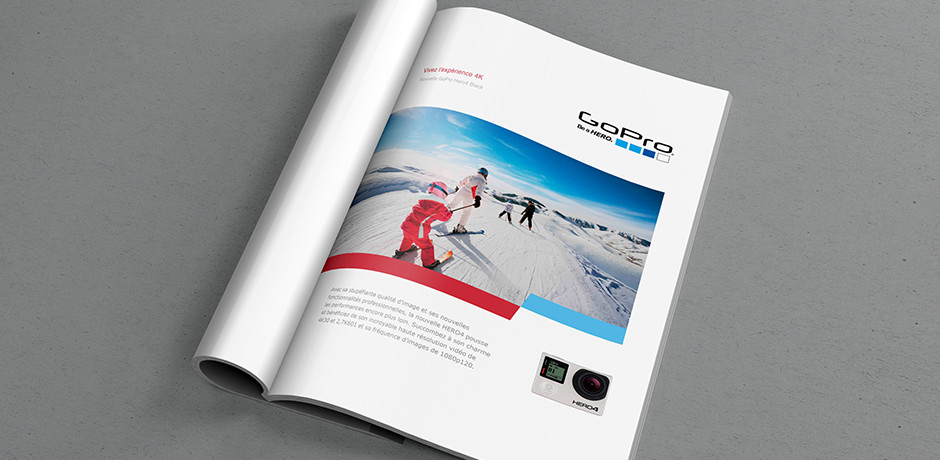 Vivez l'expérience 4K
Nouvelle GoPro Hero4 Black
GoPro
Be a HERO.
Avec sa stupéfiante qualité d'image et ses nouvelles
fonctionnalités professionnelles, la nouvelle HERO4 pousse
les performances encore plus loin. Succombez à son charme
et bénéficiez de son incroyable haute résolution vidéo de
4K30 et 2.7K60 et sa fréquence d'images de 1080p120.
HERO4